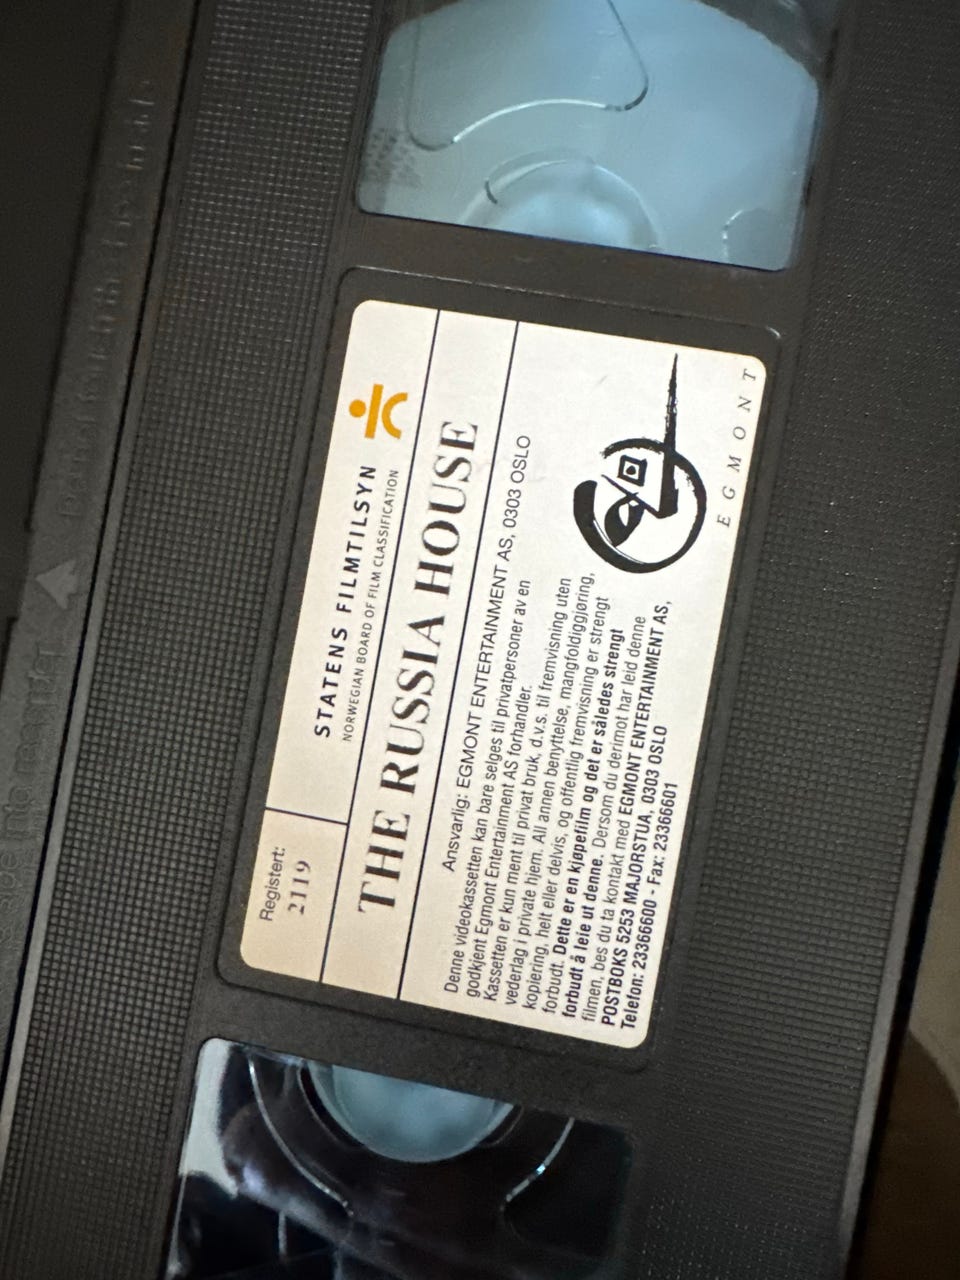 Registert:
2119
STATENS FILMTILSYN
NORWEGIAN BOARD OF FILM CLASSIFICATION
THE RUSSIA HOUSE
Ansvarlig: EGMONT ENTERTAINMENT AS, 0303 OSLO
Denne videokassetten kan bare selges til privatpersoner av en
godkjent Egmont Entertainment AS forhandler.
Kassetten er kun ment til privat bruk, d.v.s. til fremvisning uten
vederlag i private hjem. All annen benyttelse, mangfoldiggjøring,
kopiering, helt eller delvis, og offentlig fremvisning er strengt
forbudt. Dette er en kjøpefilm og det er således strengt
forbudt å leie ut denne. Dersom du derimot har leid denne
filmen, bes du ta kontakt med EGMONT ENTERTAINMENT AS,
POSTBOKS 5253 MAJORSTUA, 0303 OSLO
Telefon: 23366600 - Fax: 23366601
EGMONT